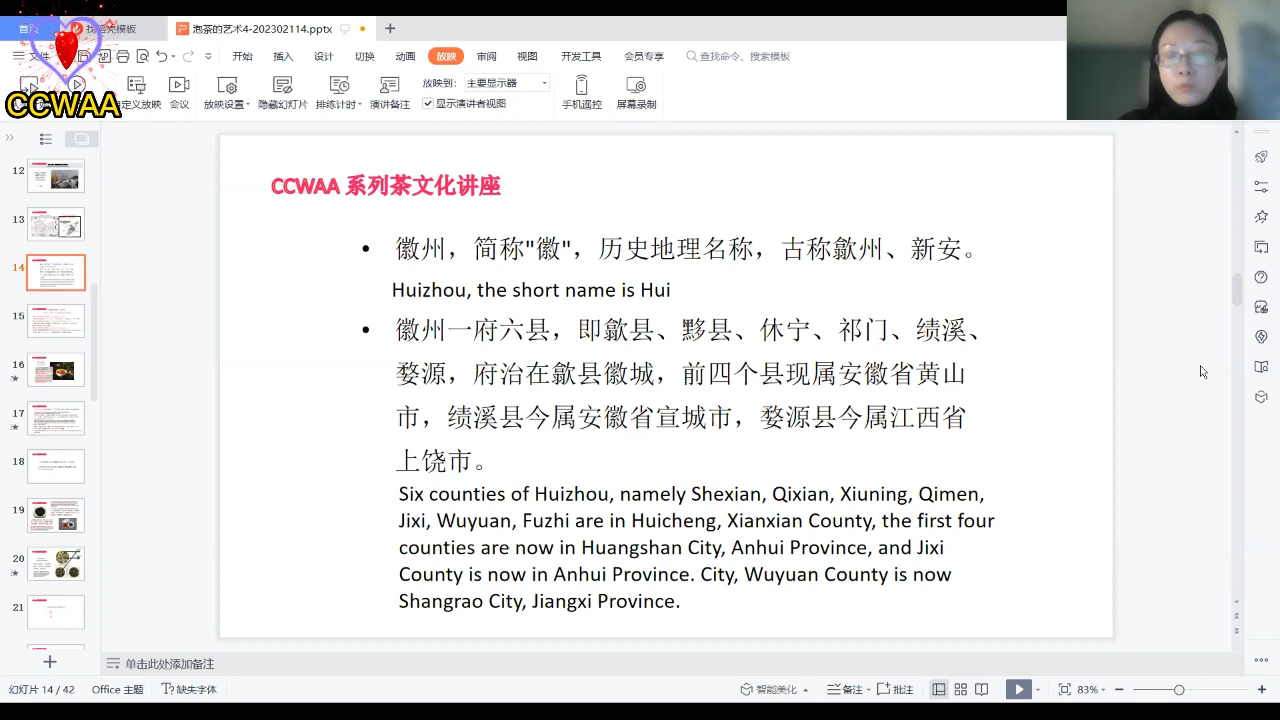 泡茶的艺术4-202302114.pptx
文件
开始 插入 设计 切换 动画 放映 审阅 视图 开发工具 会员专享 查找命令、搜索模板
CCWAA
会议 放映设置 隐藏幻灯片 排练计时 演讲备注 放映到: 主要显示器 手机遥控 屏幕录制
显示演讲者视图
12
13
14
15
16
17
18
19
20
21
CCWAA 系列茶文化讲座
徽州，简称"徽"，历史地理名称，古称歙州、新安。
Huizhou, the short name is Hui
徽州一府六县，即歙县、黟县、休宁、祁门、绩溪、
婺源，府治在歙县徽城，前四个县现属安徽省黄山
市，绩溪县今属安徽省宣城市，婺源县今属江西省
上饶市
Six counties of Huizhou, namely Shexian, Qixian, Xiuning, Qimen,
Jixi, Wuyuan, Fuzhi are in Huicheng, Xianxian County, the first four
counties are now in Huangshan City, Anhui Province, and Jixi
County is now in Anhui Province. City, Wuyuan County is now
Shangrao City, Jiangxi Province.
单击此处添加备注
幻灯片 14 / 42 Office 主题 缺失字体 智能美化 备注 批注 83%